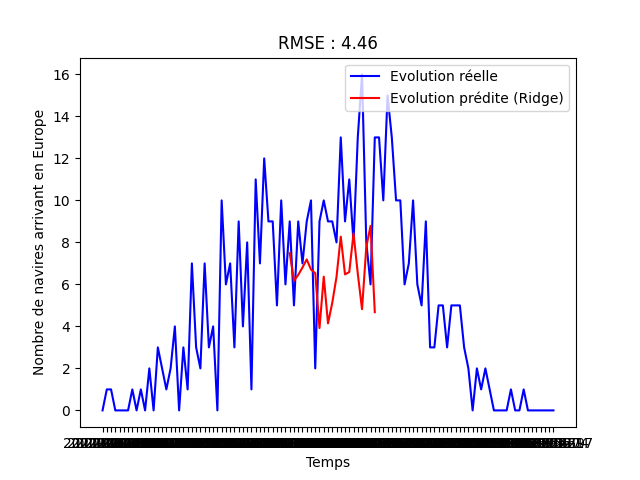 RMSE : 4.46
Evolution réelle
Evolution prédite (Ridge)
Nombre de navires arrivant en Europe
16
14
12
10
8
6
4
2
0
Temps